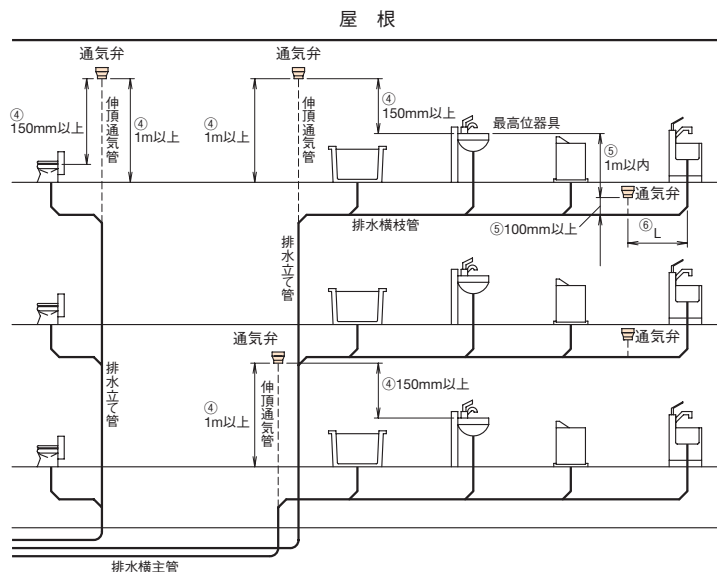 屋 根
通気弁
通気弁
④
150mm以上
伸頂通気管
④
1m以上
④
1m以上
伸頂通気管
④
150mm以上
最高位器具
⑤
1m以内
通気弁
排水横枝管
⑤100mm以上
⑥L
排水立て管
通気弁
通気弁
排水立て管
④
1m以上
伸頂通気管
④150mm以上
排水横主管